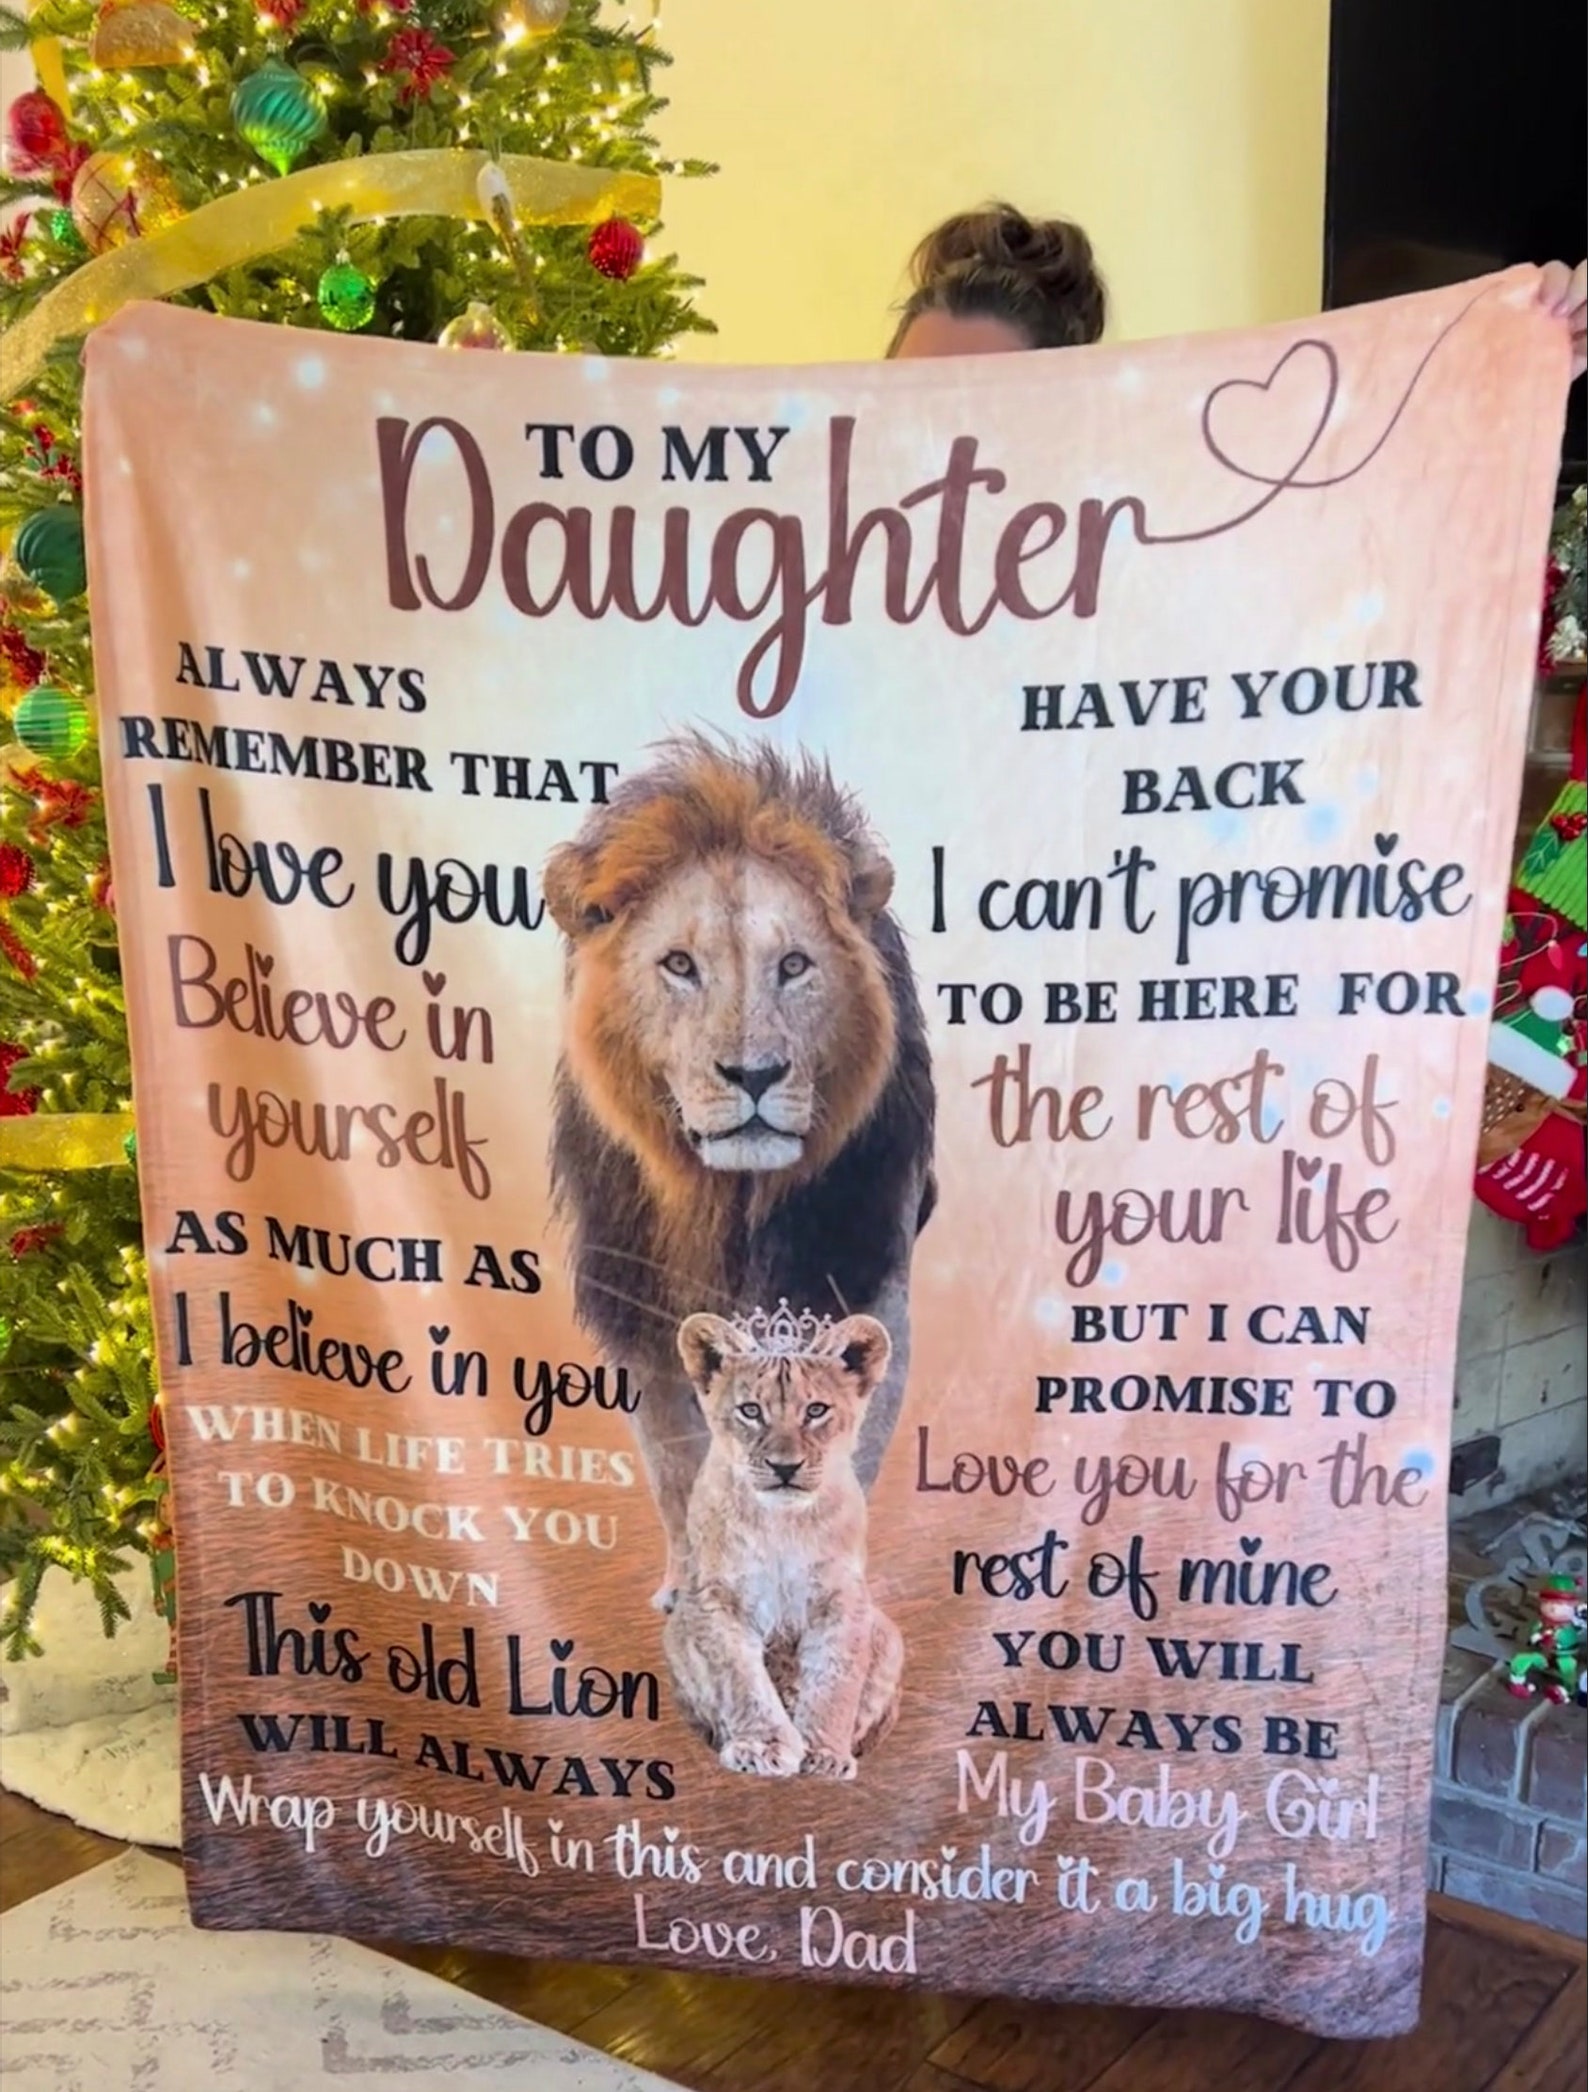 TO MY
Daughter
ALWAYS
REMEMBER THAT
I love you
Believe in
yourself
AS MUCH AS
I believe in you
WHEN LIFE TRIES
TO KNOCK YOU
DOWN
This old Lion
WILL ALWAYS
HAVE YOUR
BACK
I can't promise
TO BE HERE FOR
the rest of
your life
BUT I CAN
PROMISE TO
Love you for the
rest of mine
YOU WILL
ALWAYS BE
My Baby Girl
Wrap yourself in this and consider it a big hug
Love, Dad